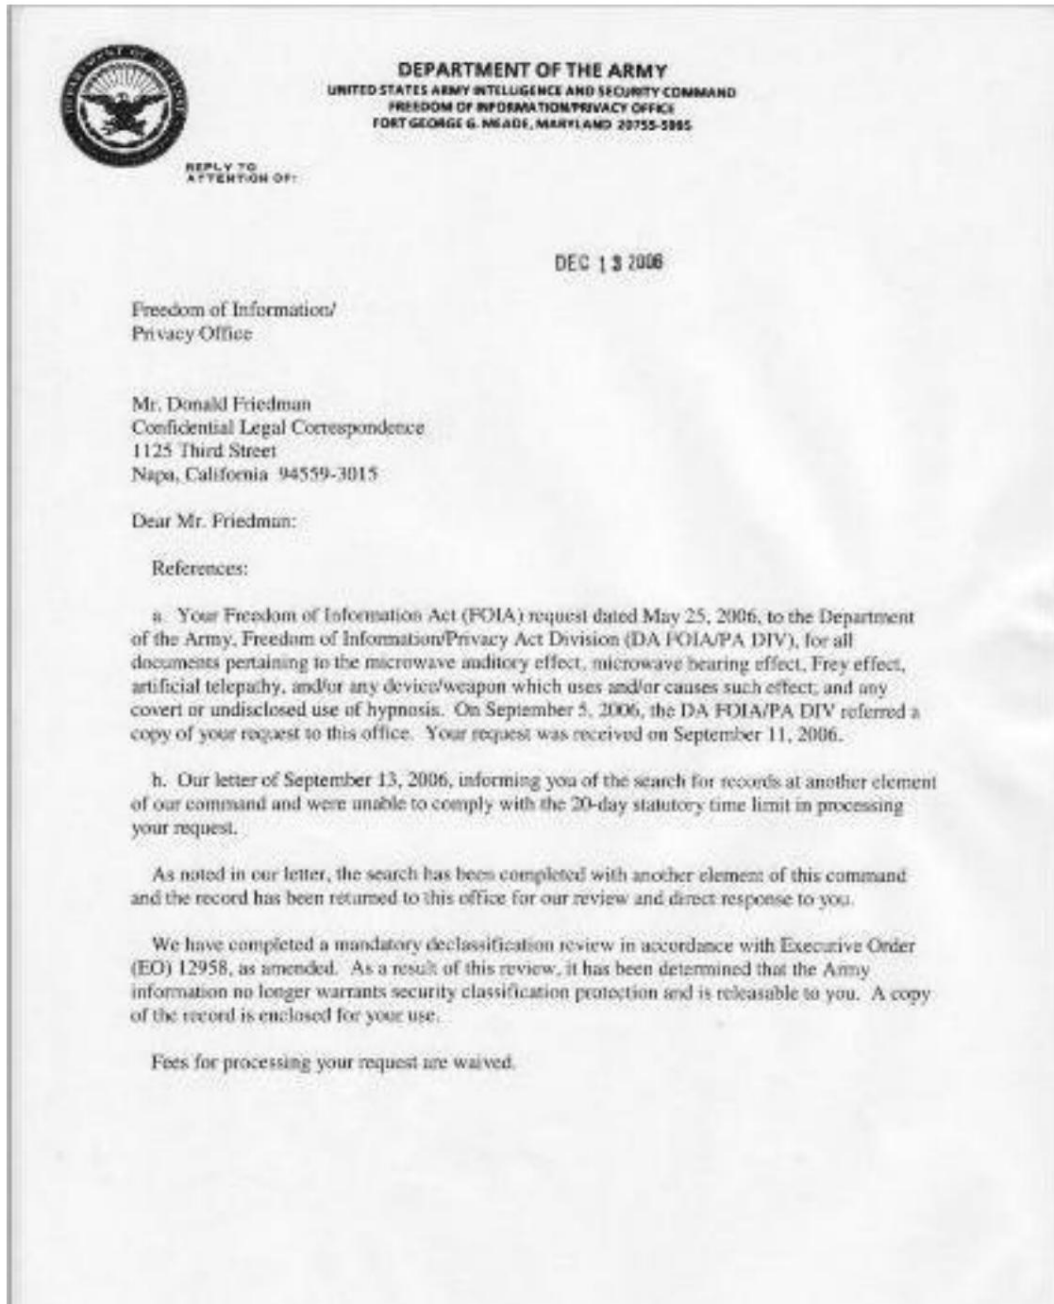 DEPARTMENT OF THE ARMY
UNITED STATES ARMY INTELLIGENCE AND SECURITY COMMAND
FREEDOM OF INFORMATION/PRIVACY OFFICE
FORT GEORGE G. MEADE, MARYLAND 20755-5995
REPLY TO
ATTENTION OF:
DEC 13 2006
Freedom of Information/
Privacy Office
Mr. Donald Friedman
Confidential Legal Correspondence
1125 Third Street
Napa, California 94559-3015
Dear Mr. Friedman:
References:
a. Your Freedom of Information Act (FOIA) request dated May 25, 2006, to the Department
of the Army, Freedom of Information/Privacy Act Division (DA FOIA/PA DIV), for all
documents pertaining to the microwave auditory effect, microwave hearing effect, Frey effect,
artificial telepathy, and/or any device/weapon which uses and/or causes such effect; and any
covert or undisclosed use of hypnosis. On September 5, 2006, the DA FOIA/PA DIV referred a
copy of your request to this office. Your request was received on September 11, 2006.
b. Our letter of September 13, 2006, informing you of the search for records at another element
of our command and were unable to comply with the 20-day statutory time limit in processing
your request.
As noted in our letter, the search has been completed with another element of this command
and the record has been returned to this office for our review and direct response to you.
We have completed a mandatory declassification review in accordance with Executive Order
(EO) 12958, as amended. As a result of this review, it has been determined that the Army
information no longer warrants security classification protection and is releasable to you. A copy
of the record is enclosed for your use.
Fees for processing your request are waived.